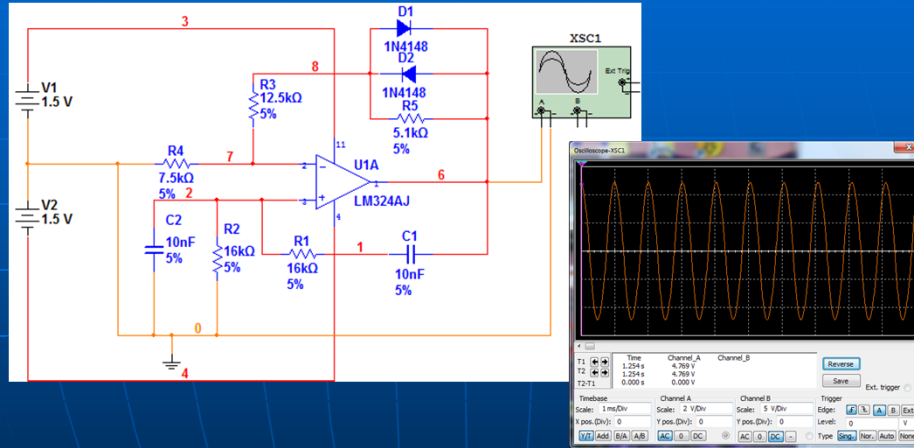 3
V1
1.5 V
V2
1.5 V
R4
7.5kΩ
5%
7
8
R3
12.5kΩ
5%
D1
1N4148
D2
1N4148
R5
5.1kΩ
5%
XSC1
Ext Trig
A
B
11
2
3
1
4
U1A
LM324AJ
6
2
C2
10nF
5%
R2
16kΩ
5%
R1
16kΩ
5%
1
C1
10nF
5%
0
4
Oscilloscope-XSC1
Time Channel_A Channel_B
T1 1.254 s 4.769 V
T2 1.254 s 4.769 V
T2-T1 0.000 s 0.000 V
Reverse
Save
Ext. trigger
Timebase Channel A Channel B Trigger
Scale: 1 ms/Div Scale: 2 V/Div Scale: 5 V/Div Edge: A B Ext
X pos.(Div): 0 Y pos.(Div): 0 Y pos.(Div): 0 Level: 0 V
Y/T Add B/A A/B AC 0 DC AC 0 DC - Type Sing. Nor. Auto None